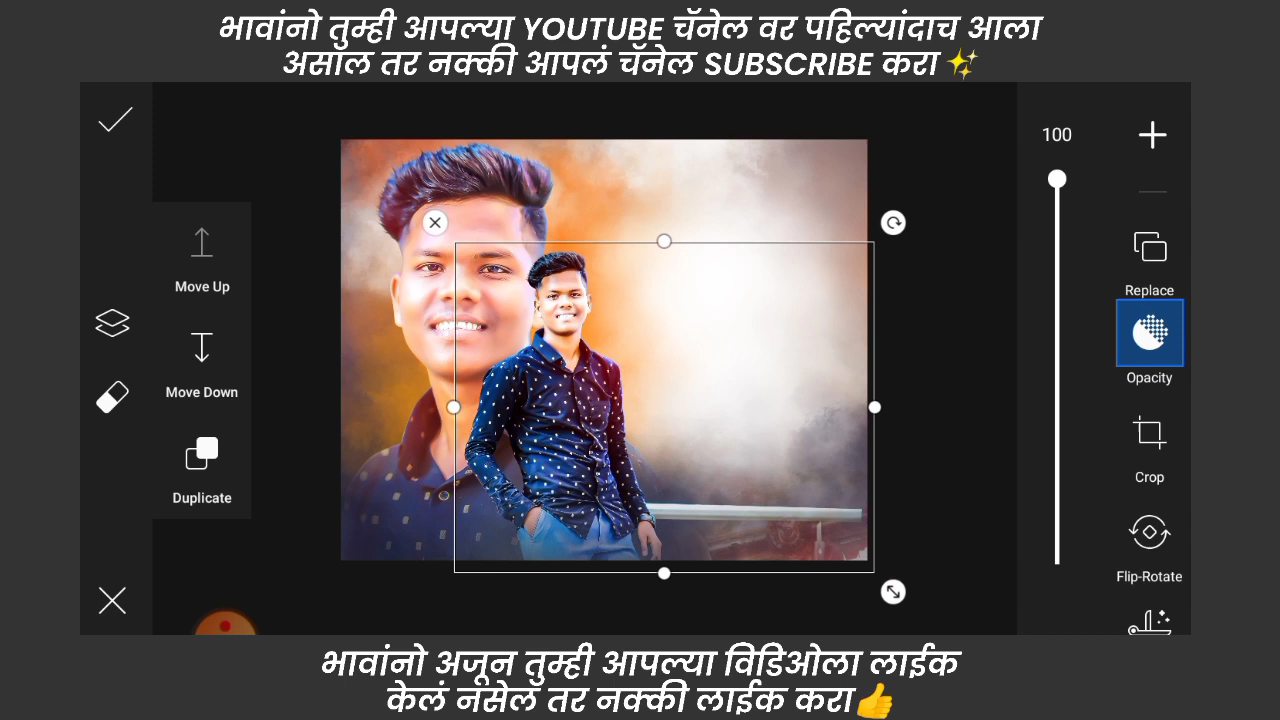 भावांनो तुम्ही आपल्या YOUTUBE चॅनेल वर पहिल्यांदाच आला
असाल तर नक्की आपलं चॅनेल SUBSCRIBE करा ✨
100
Move Up
Replace
Move Down
Opacity
Crop
Duplicate
Flip-Rotate
भावांनो अजून तुम्ही आपल्या विडिओला लाईक
केलं नसेल तर नक्की लाईक करा👍